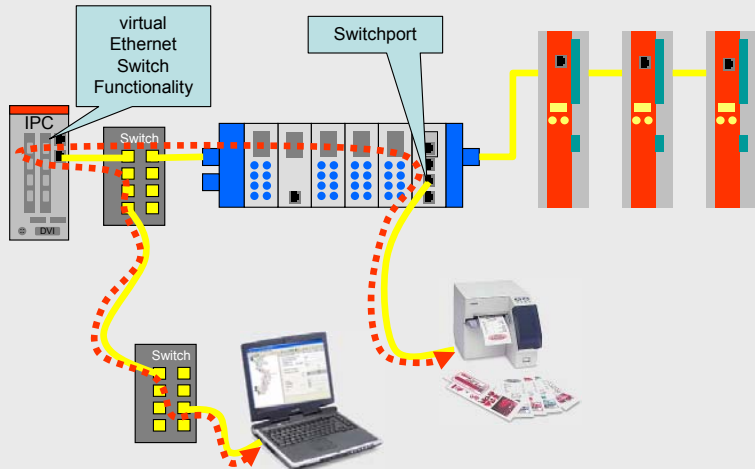 virtual
Ethernet
Switch
Functionality
Switchport
IPC
Switch
DVI
Switch